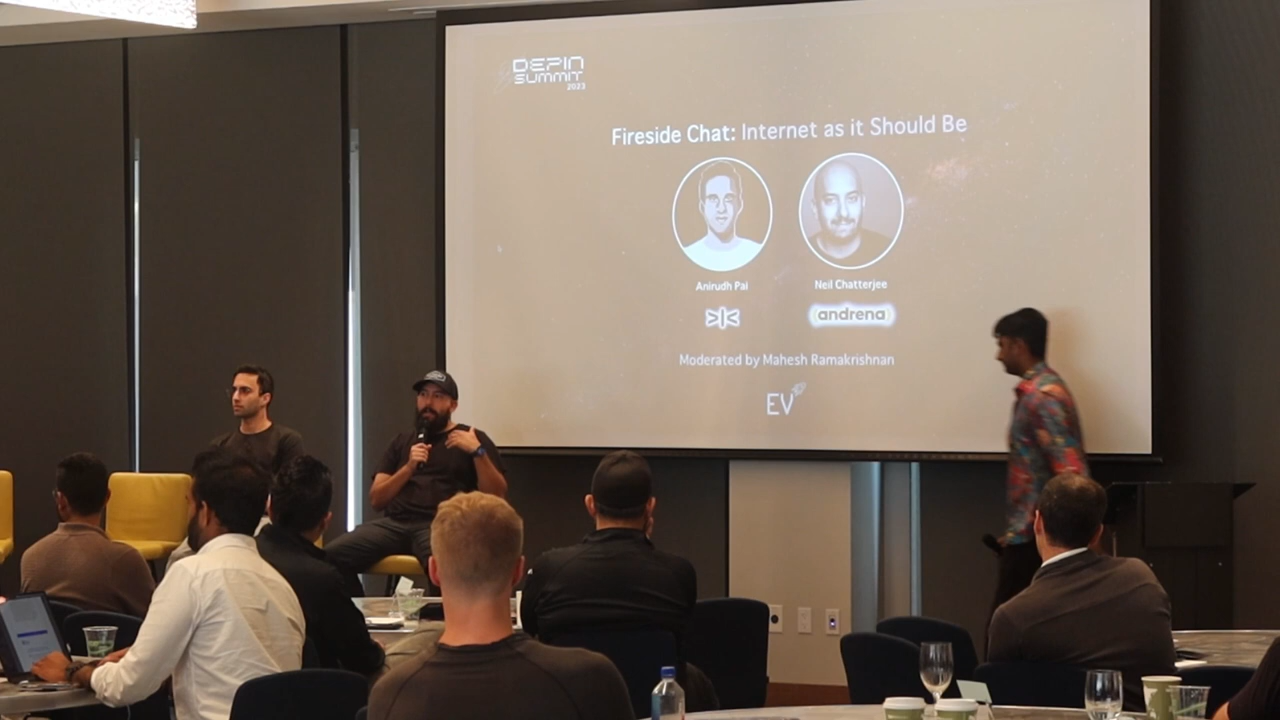 DEPIN
SUMMIT
2023
Fireside Chat: Internet as it Should Be
Anirudh Pai
Neil Chatterjee
andrena
Moderated by Mahesh Ramakrishnan
EV